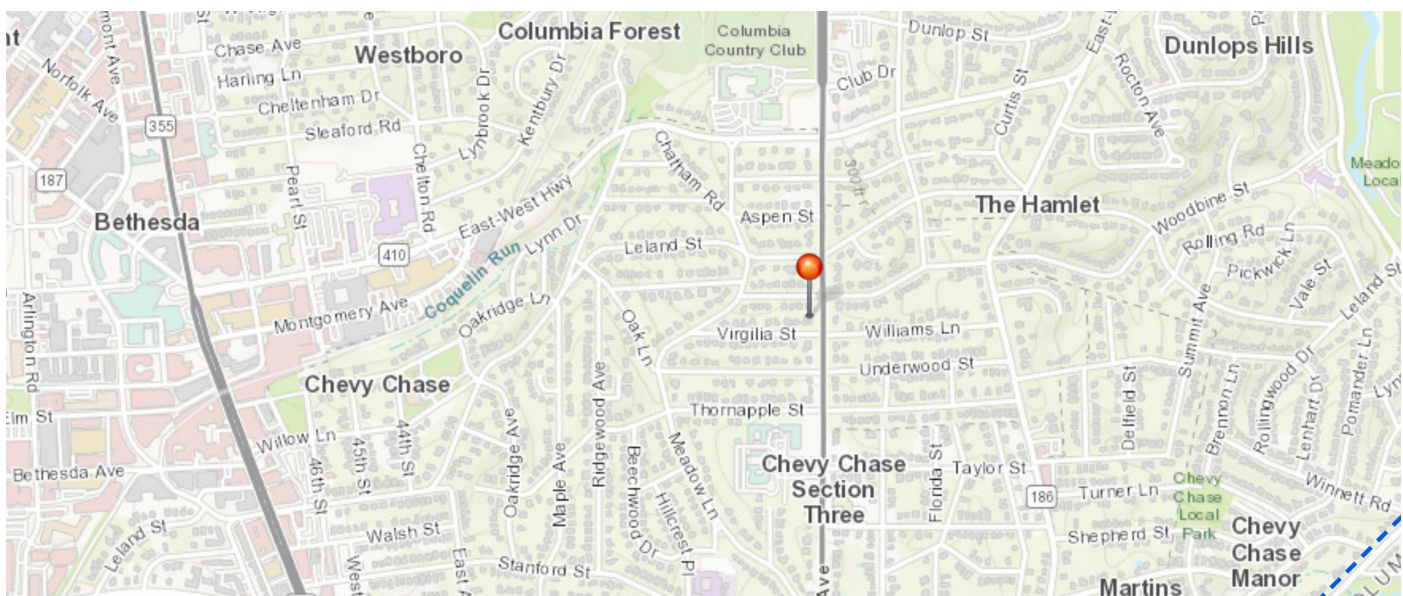 Dunlop St
Columbia Forest
Columbia
Country Club
Chase Ave
Westboro
Dunlops Hills
Harling Ln
Norfolk Ave
Club Dr
Rocton Ave
Cheltenham Dr
Lynbrook Dr
Kentbury Dr
Curtis St
355
Sleaford Rd
Chatham Rd
300 ft
187
Pearl St
Chelton Rd
East-West Hwy
The Hamlet
Woodbine St
Bethesda
Aspen St
Lynn Dr
Leland St
Rolling Rd
410
Coquelin Run
Pickwick Ln
Vale St
Leland St
Arlington Rd
Montgomery Ave
Oakridge Ln
Oak Ln
Virgilia St
Williams Ln
Summit Ave
Underwood St
Chevy Chase
Ridgewood Ave
Rollingwood Dr
Pomander Ln
Elm St
Thornapple St
Delfield St
Brennon Ln
Lenhart Dr
Willow Ln
44th St
45th St
46th St
Oakridge Ave
Maple Ave
Beechwood Dr
Meadow Ln
Bethesda Ave
Chevy Chase
Section
Three
Florida St
Taylor St
Chevy
Chase
Local
Park
186
Turner Ln
Winnett Rd
Hillcrest Pl
Walsh St
Shepherd St
Chevy
Chase
Manor
Leland St
Stanford St
West
East
Ave
Martins